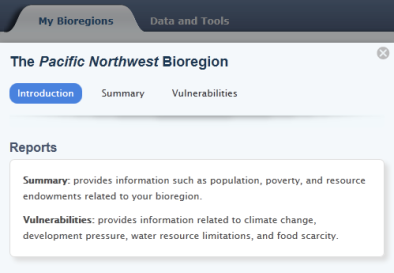 My Bioregions Data and Tools
The Pacific Northwest Bioregion
Introduction Summary Vulnerabilities
Reports
Summary: provides information such as population, poverty, and resource
endowments related to your bioregion.
Vulnerabilities: provides information related to climate change,
development pressure, water resource limitations, and food scarcity.